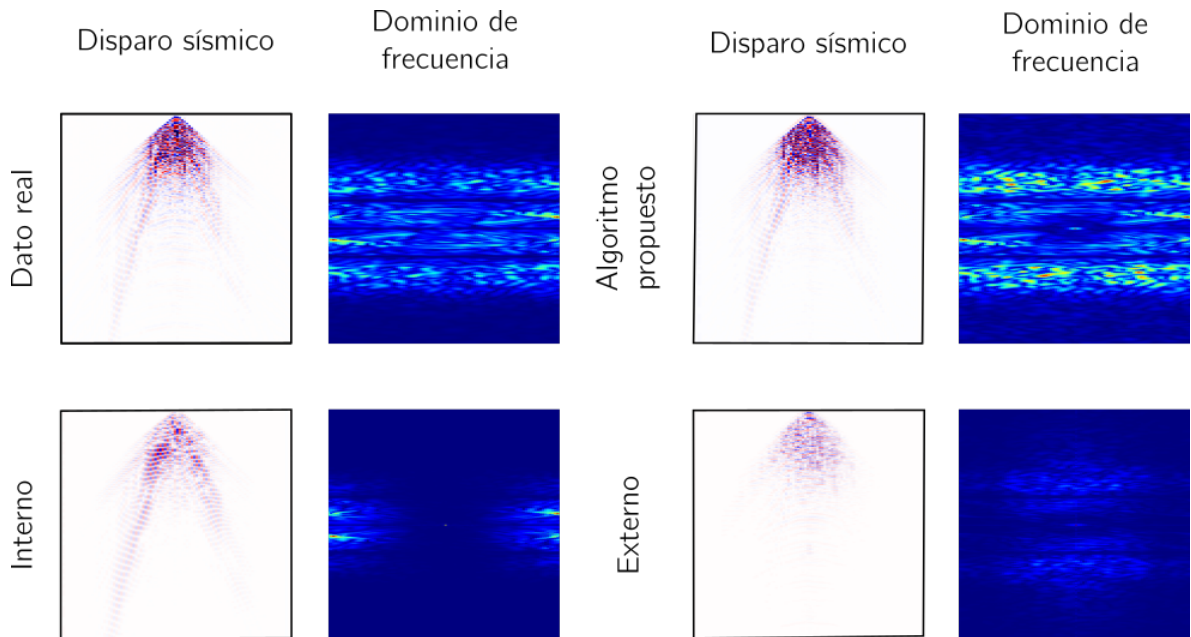 Disparo sísmico
Dominio de
frecuencia
Disparo sísmico
Dominio de
frecuencia
Dato real
Algoritmo
propuesto
Interno
Externo